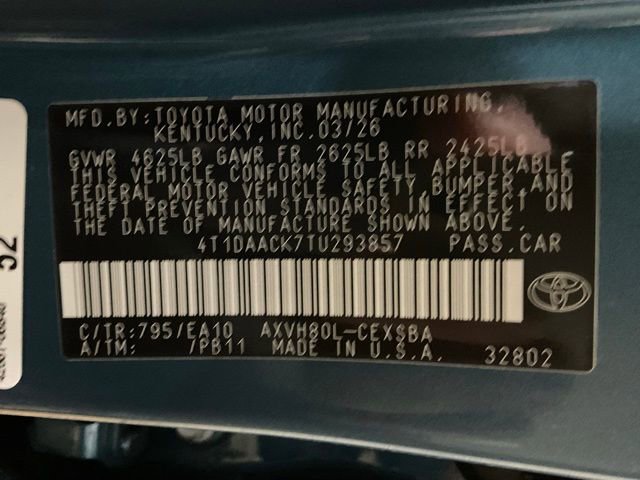 MFD.BY:TOYOTA MOTOR MANUFACTURING,
KENTUCKY,INC.03/26
GVWR 4625LB GAWR FR 2625LB RR 2425LB
THIS VEHICLE CONFORMS TO ALL APPLICABLE
FEDERAL MOTOR VEHICLE SAFETY,BUMPER,AND
THEFT PREVENTION STANDARDS IN EFFECT ON
THE DATE OF MANUFACTURE SHOWN ABOVE.
4T1DAACK7TU293857 PASS.CAR
C/TR:795/EA10 AXVH80L-CEXSBA
A/TM: /PB11 MADE IN U.S.A. 32802
52